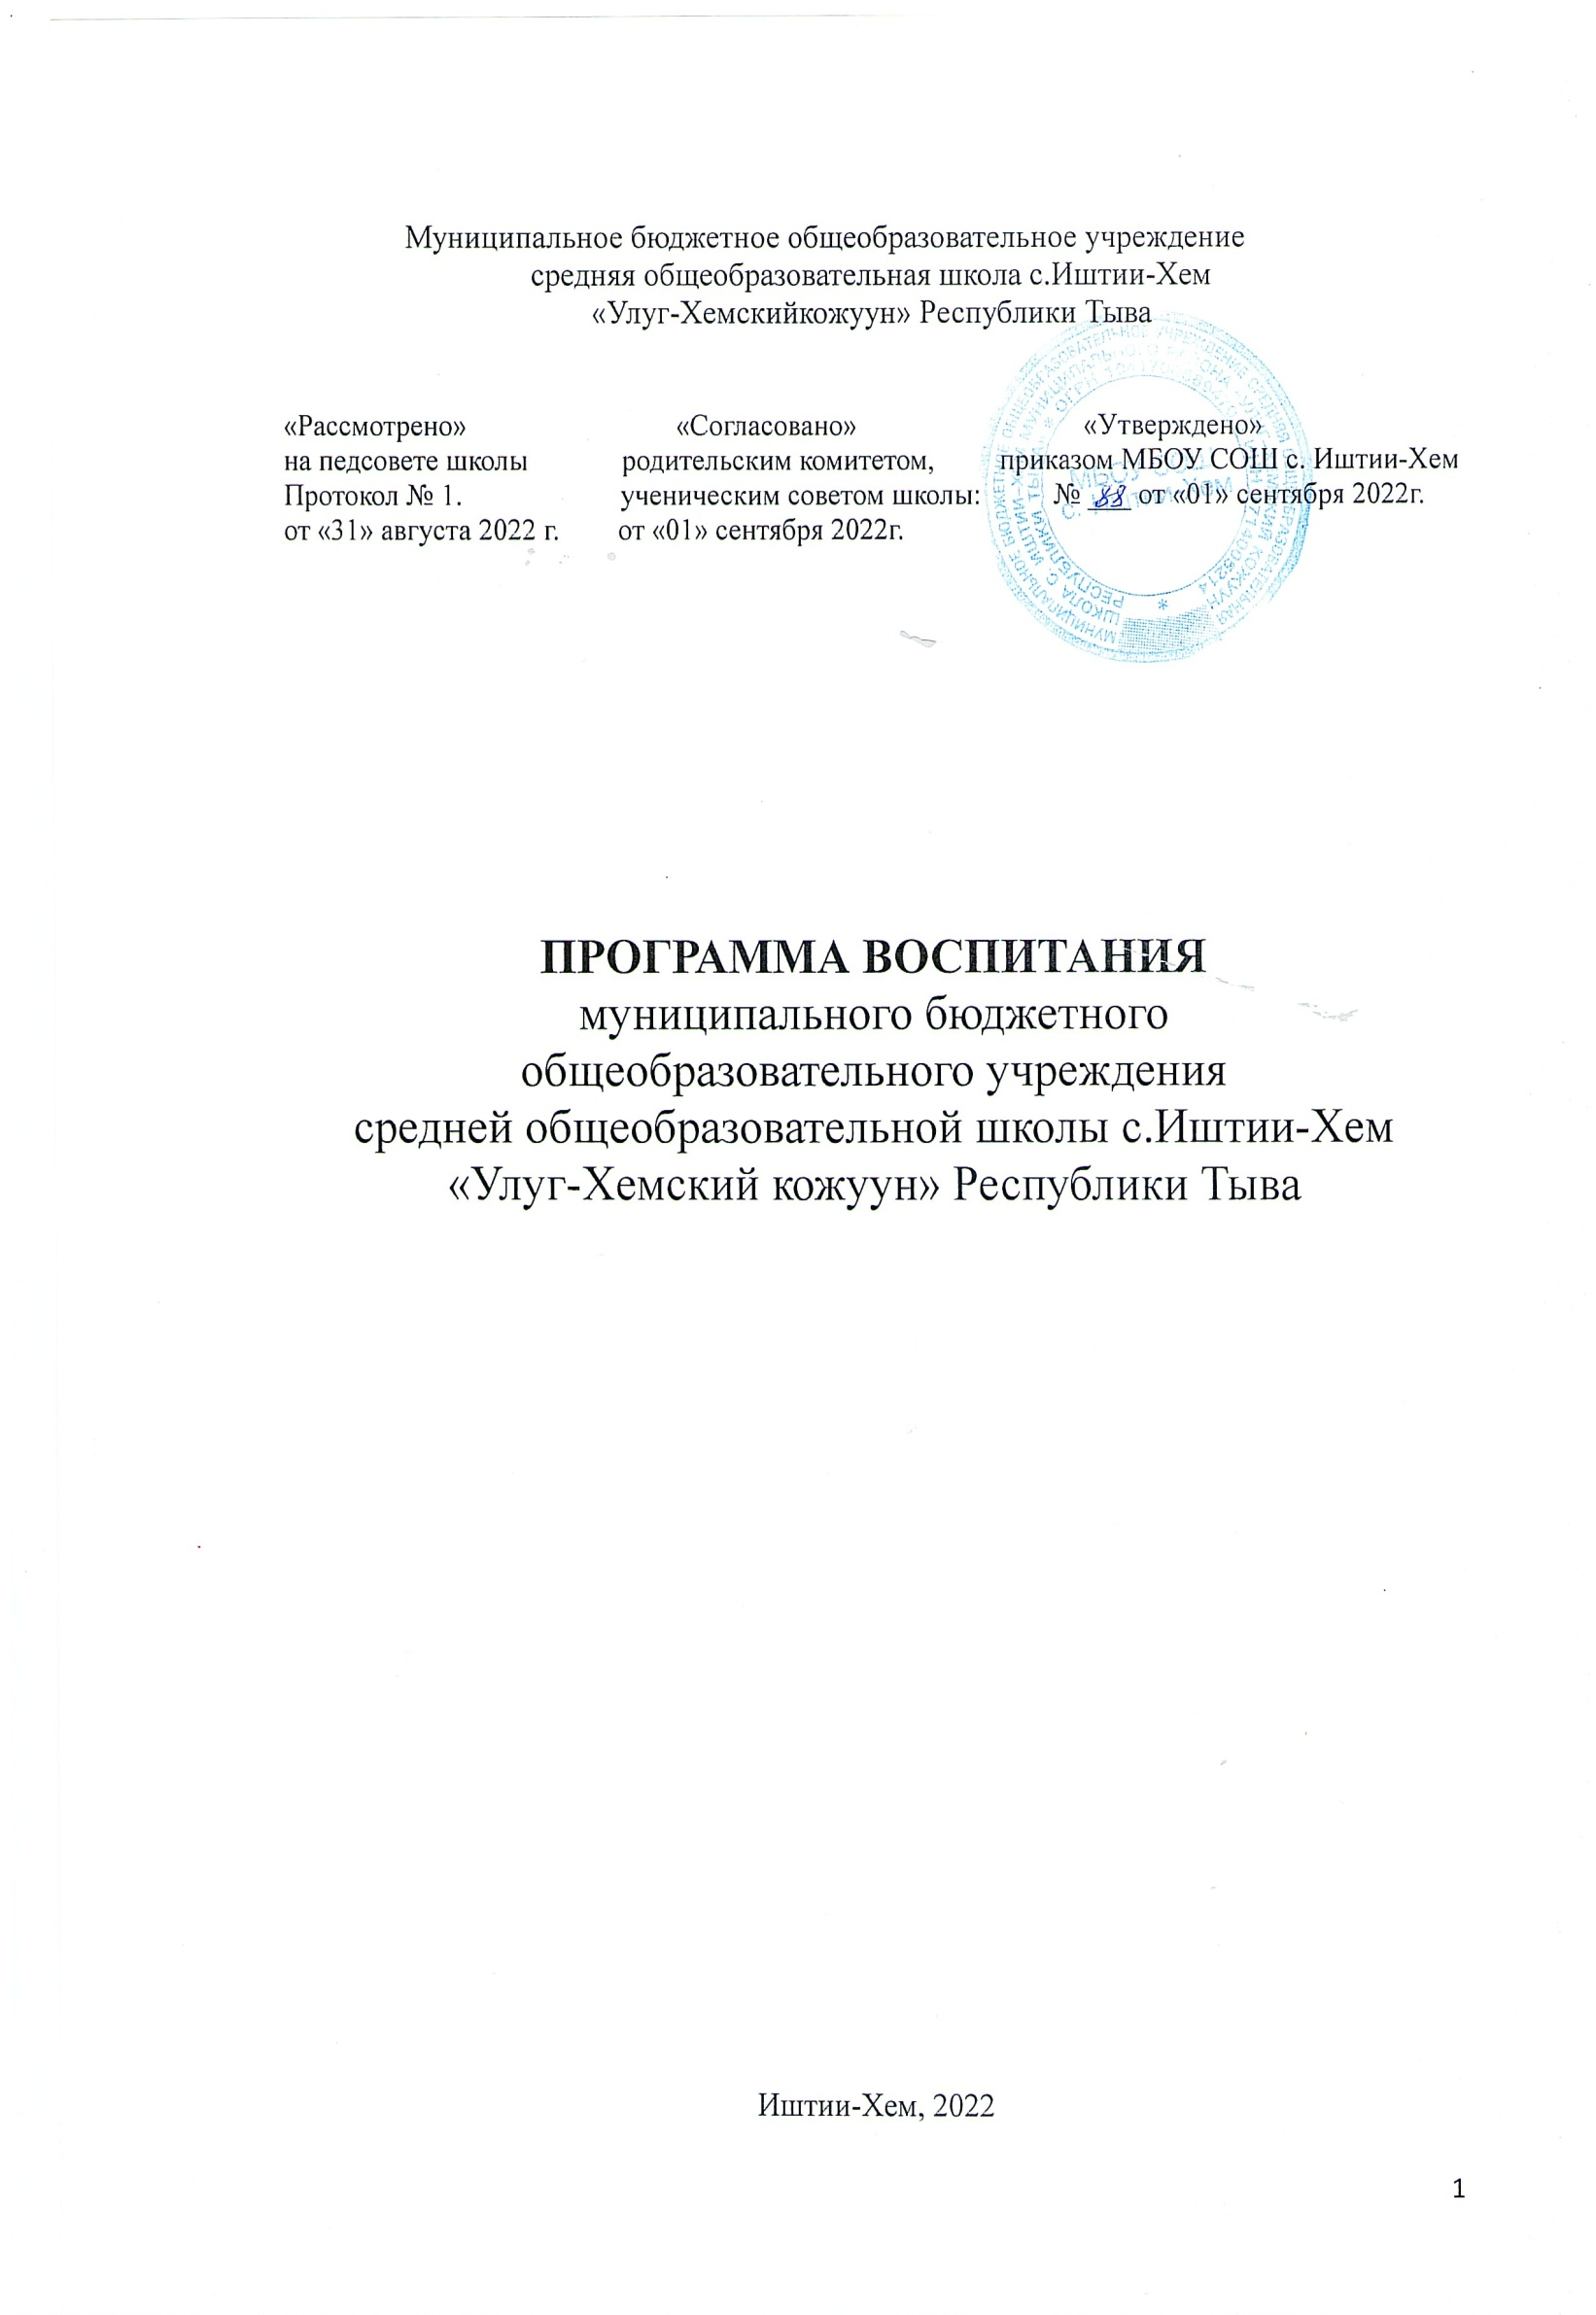 Муниципальное бюджетное общеобразовательное учреждение
средняя общеобразовательная школа с.Иштии-Хем
«Улуг-Хемскийкожуун» Республики Тыва
«Рассмотрено» «Согласовано» «Утверждено»
на педсовете школы родительским комитетом, приказом МБОУ СОШ с. Иштии-Хем
Протокол № 1. ученическим советом школы: № 88 от «01» сентября 2022г.
от «31» августа 2022 г. от «01» сентября 2022г.
ПРОГРАММА ВОСПИТАНИЯ
муниципального бюджетного
общеобразовательного учреждения
средней общеобразовательной школы с.Иштии-Хем
«Улуг-Хемский кожуун» Республики Тыва
Иштии-Хем, 2022
1